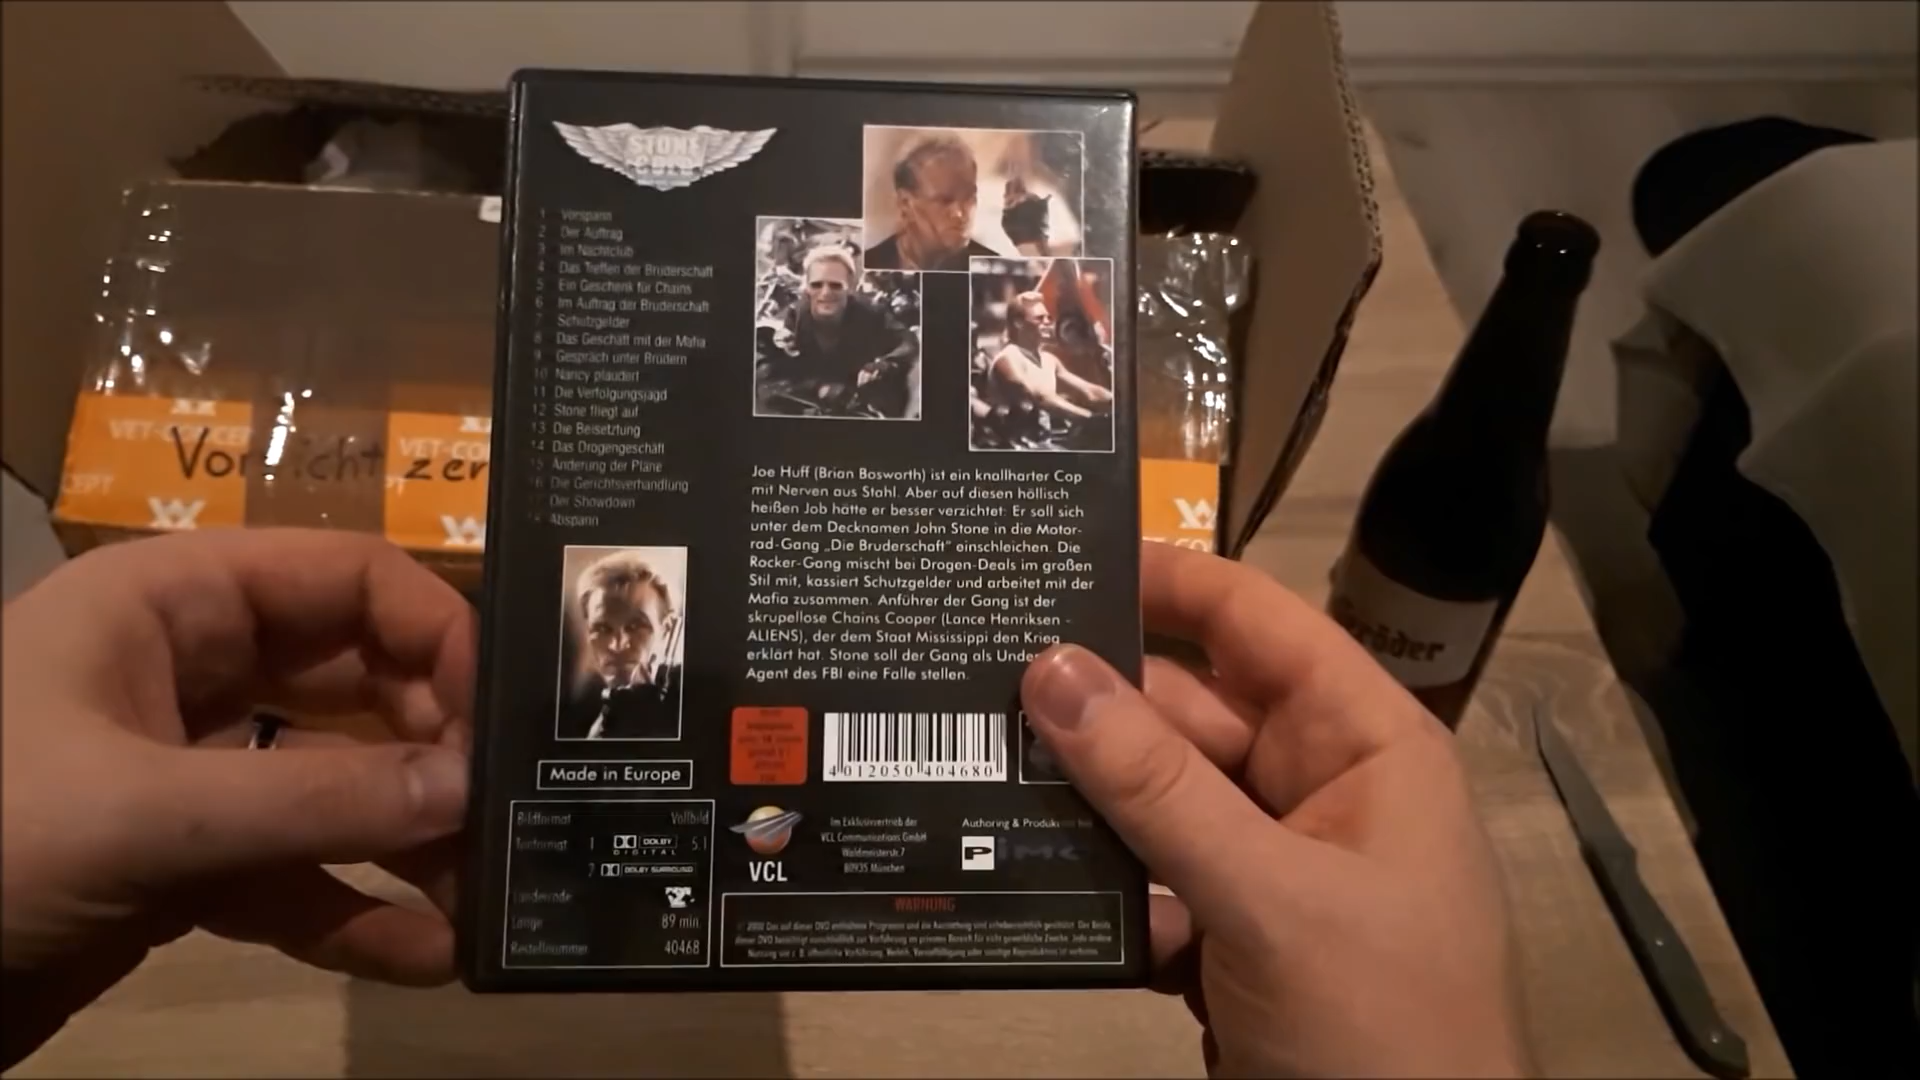 STONE
COLD
1 Vorspann
2 Der Auftrag
3 Im Nachtclub
4 Das Treffen der Bruderschaft
5 Ein Geschenk für Chains
6 Im Auftrag der Bruderschaft
7 Schutzgelder
8 Das Geschäft mit der Mafia
9 Gespräch unter Brüdern
10 Nancy plaudert
11 Die Verfolgungsjagd
12 Stone fliegt auf
13 Die Beisetzung
14 Das Drogengeschäft
15 Änderung der Pläne
16 Die Gerichtsverhandlung
17 Der Showdown
18 Abspann
Joe Huff (Brian Bosworth) ist ein knallharter Cop
mit Nerven aus Stahl. Aber auf diesen höllisch
heißen Job hätte er besser verzichtet: Er soll sich
unter dem Decknamen John Stone in die Motor-
rad-Gang „Die Bruderschaft" einschleichen. Die
Rocker-Gang mischt bei Drogen-Deals im großen
Stil mit, kassiert Schutzgelder und arbeitet mit der
Mafia zusammen. Anführer der Gang ist der
skrupellose Chains Cooper (Lance Henriksen -
ALIENS), der dem Staat Mississippi den Krieg
erklärt hat. Stone soll der Gang als Unde
Agent des FBI eine Falle stellen.
Made in Europe
Bildformat Vollbild
Tonformat 1 DOLBY DIGITAL 5.1
2 DOLBY SURROUND
Ländercode 2
Länge 89 min
Bestellnummer 40468
4 012050 404680
VCL
Im Exklusivvertrieb der
VCL Communications GmbH
Waldmeisterstr. 7
80935 München
Authoring &
WARNUNG
VET-CONCEPT
Vorsicht zer
röder